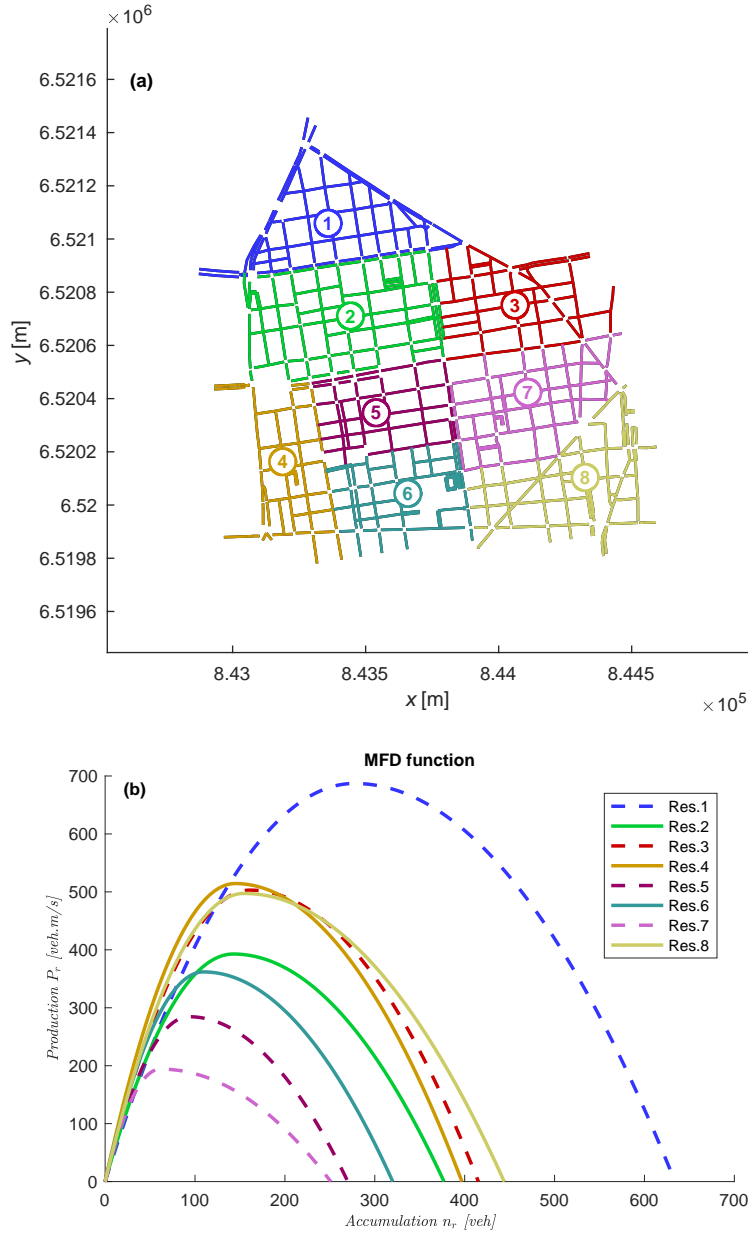 × 10⁶
(a)
6.5216
6.5214
6.5212
6.521
6.5208
6.5206
6.5204
6.5202
6.52
6.5198
6.5196
y [m]
1
2
3
4
5
6
7
8
8.43 8.435 8.44 8.445
x [m]
× 10⁵
MFD function
(b)
700
600
500
400
300
200
100
0
Production Pᵣ [veh.m/s]
Res.1
Res.2
Res.3
Res.4
Res.5
Res.6
Res.7
Res.8
0 100 200 300 400 500 600 700
Accumulation nᵣ [veh]